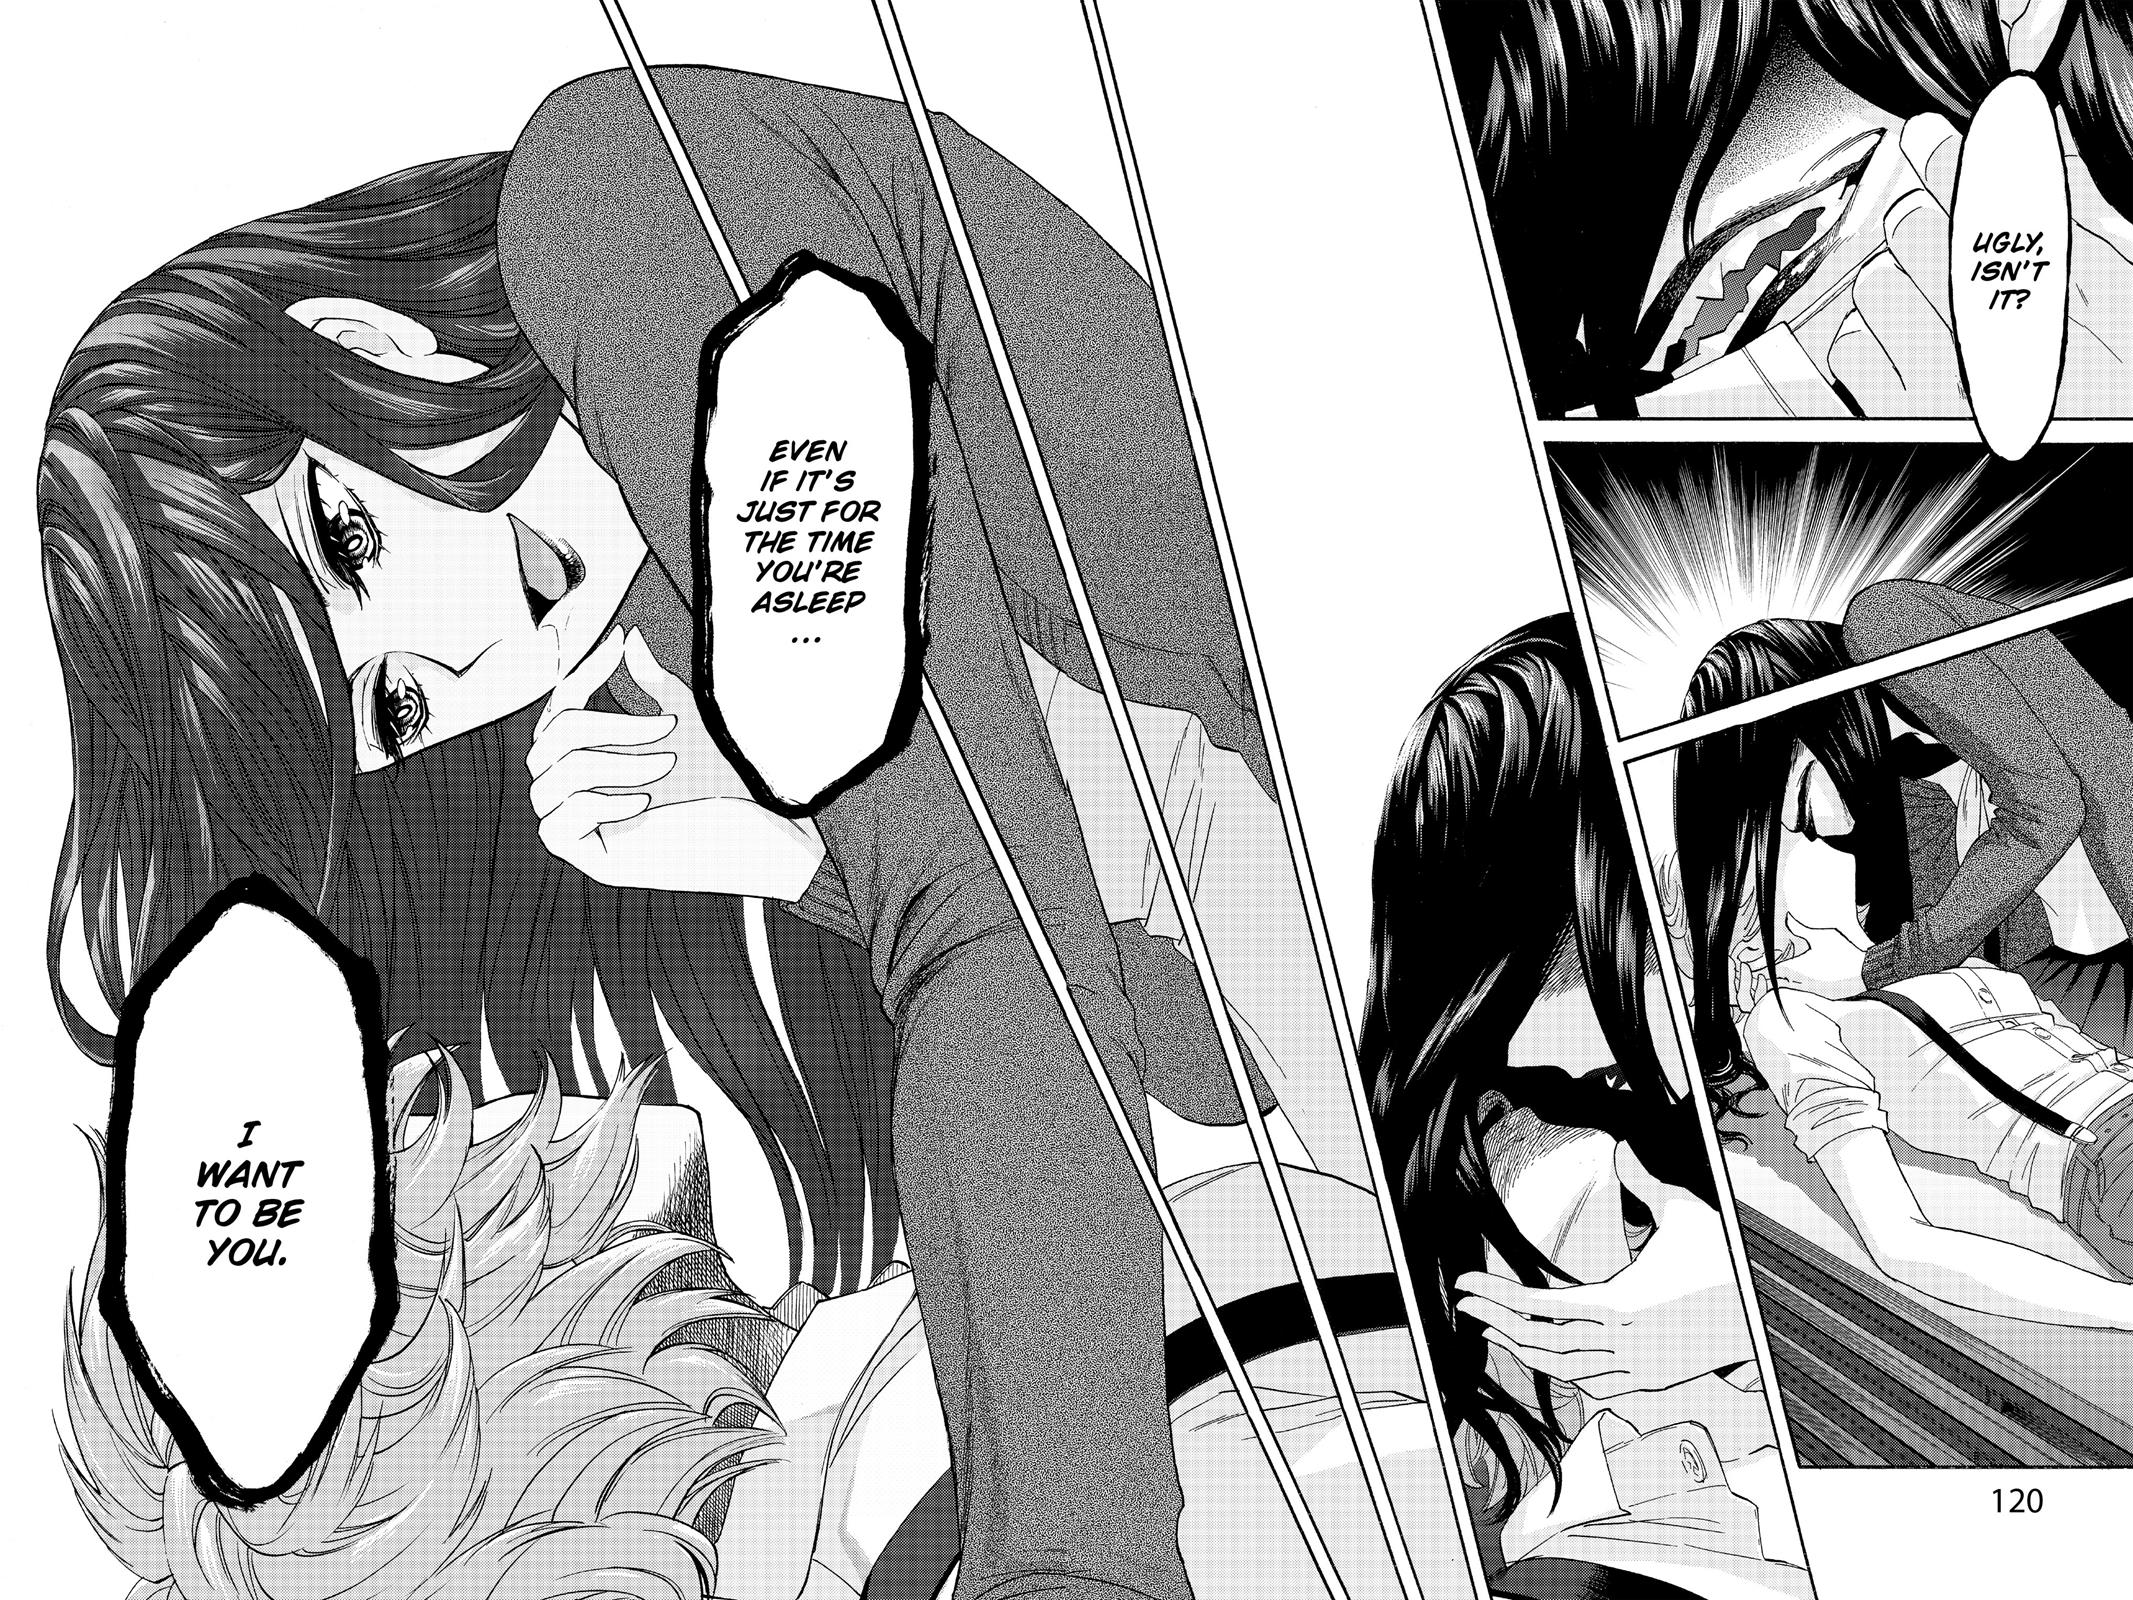 UGLY,
ISN'T
IT?
EVEN
IF IT'S
JUST FOR
THE TIME
YOU'RE
ASLEEP
...
I
WANT
TO BE
YOU.
120